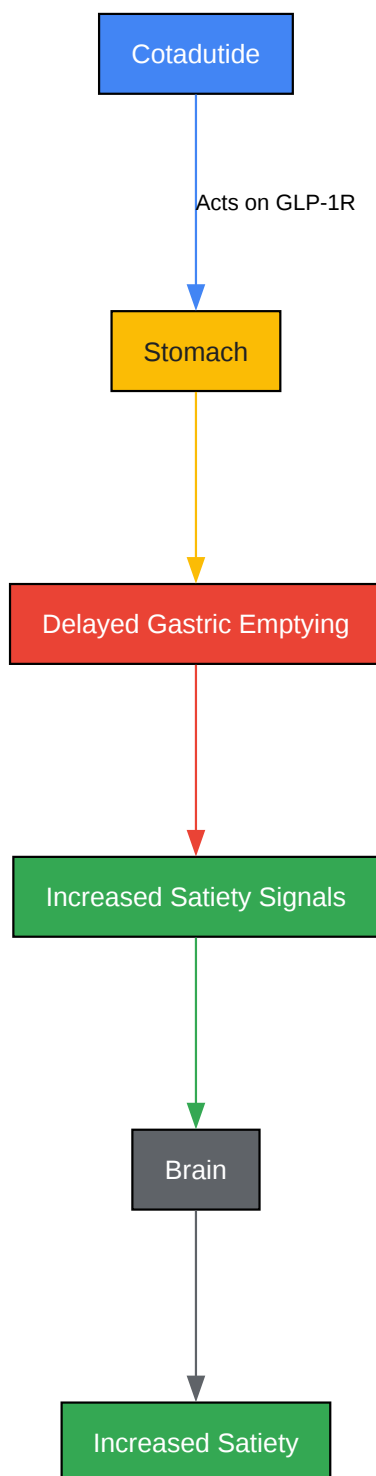 Cotadutide
Acts on GLP-1R
Stomach
Delayed Gastric Emptying
Increased Satiety Signals
Brain
Increased Satiety